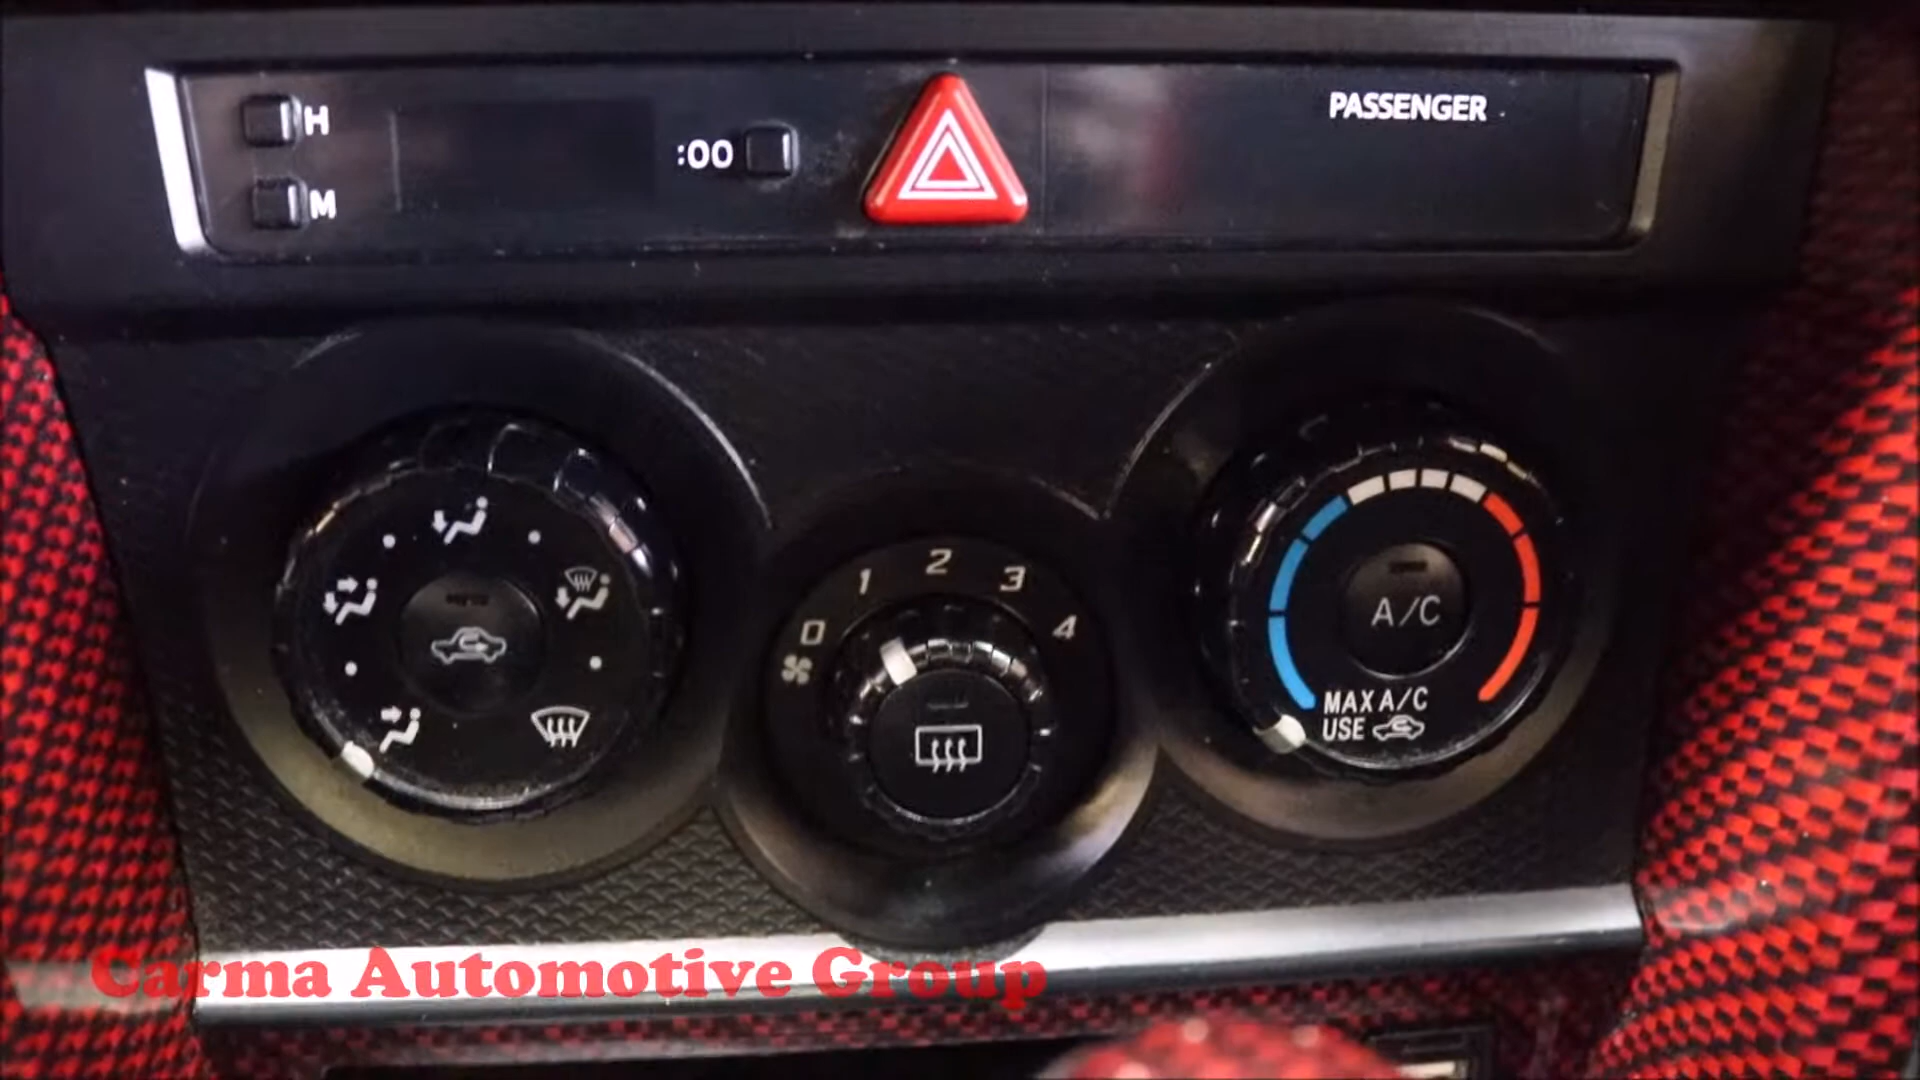 H
M
:00
PASSENGER
0 1 2 3 4
A/C
MAX A/C
USE
Carma Automotive Group